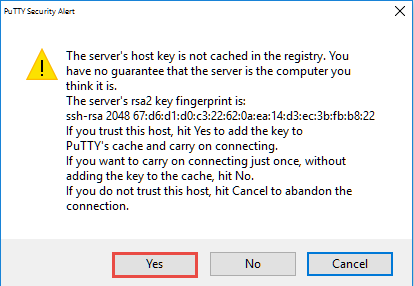 PuTTY Security Alert
The server's host key is not cached in the registry. You
have no guarantee that the server is the computer you
think it is.
The server's rsa2 key fingerprint is:
ssh-rsa 2048 67:d6:d1:d0:c3:22:62:0a:ea:14:d3:ec:3b:fb:b8:22
If you trust this host, hit Yes to add the key to
PuTTY's cache and carry on connecting.
If you want to carry on connecting just once, without
adding the key to the cache, hit No.
If you do not trust this host, hit Cancel to abandon the
connection.
Yes No Cancel